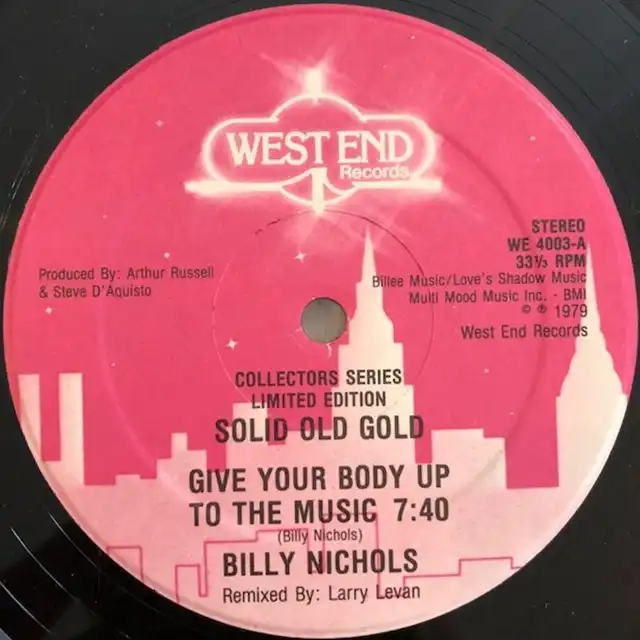 WEST END
Records
Produced By: Arthur Russell
& Steve D'Aquisto
STEREO
WE 4003-A
33⅓ RPM
Billee Music/Love's Shadow Music
Multi Mood Music Inc. - BMI
© ℗ 1979
West End Records
COLLECTORS SERIES
LIMITED EDITION
SOLID OLD GOLD
GIVE YOUR BODY UP
TO THE MUSIC 7:40
(Billy Nichols)
BILLY NICHOLS
Remixed By: Larry Levan